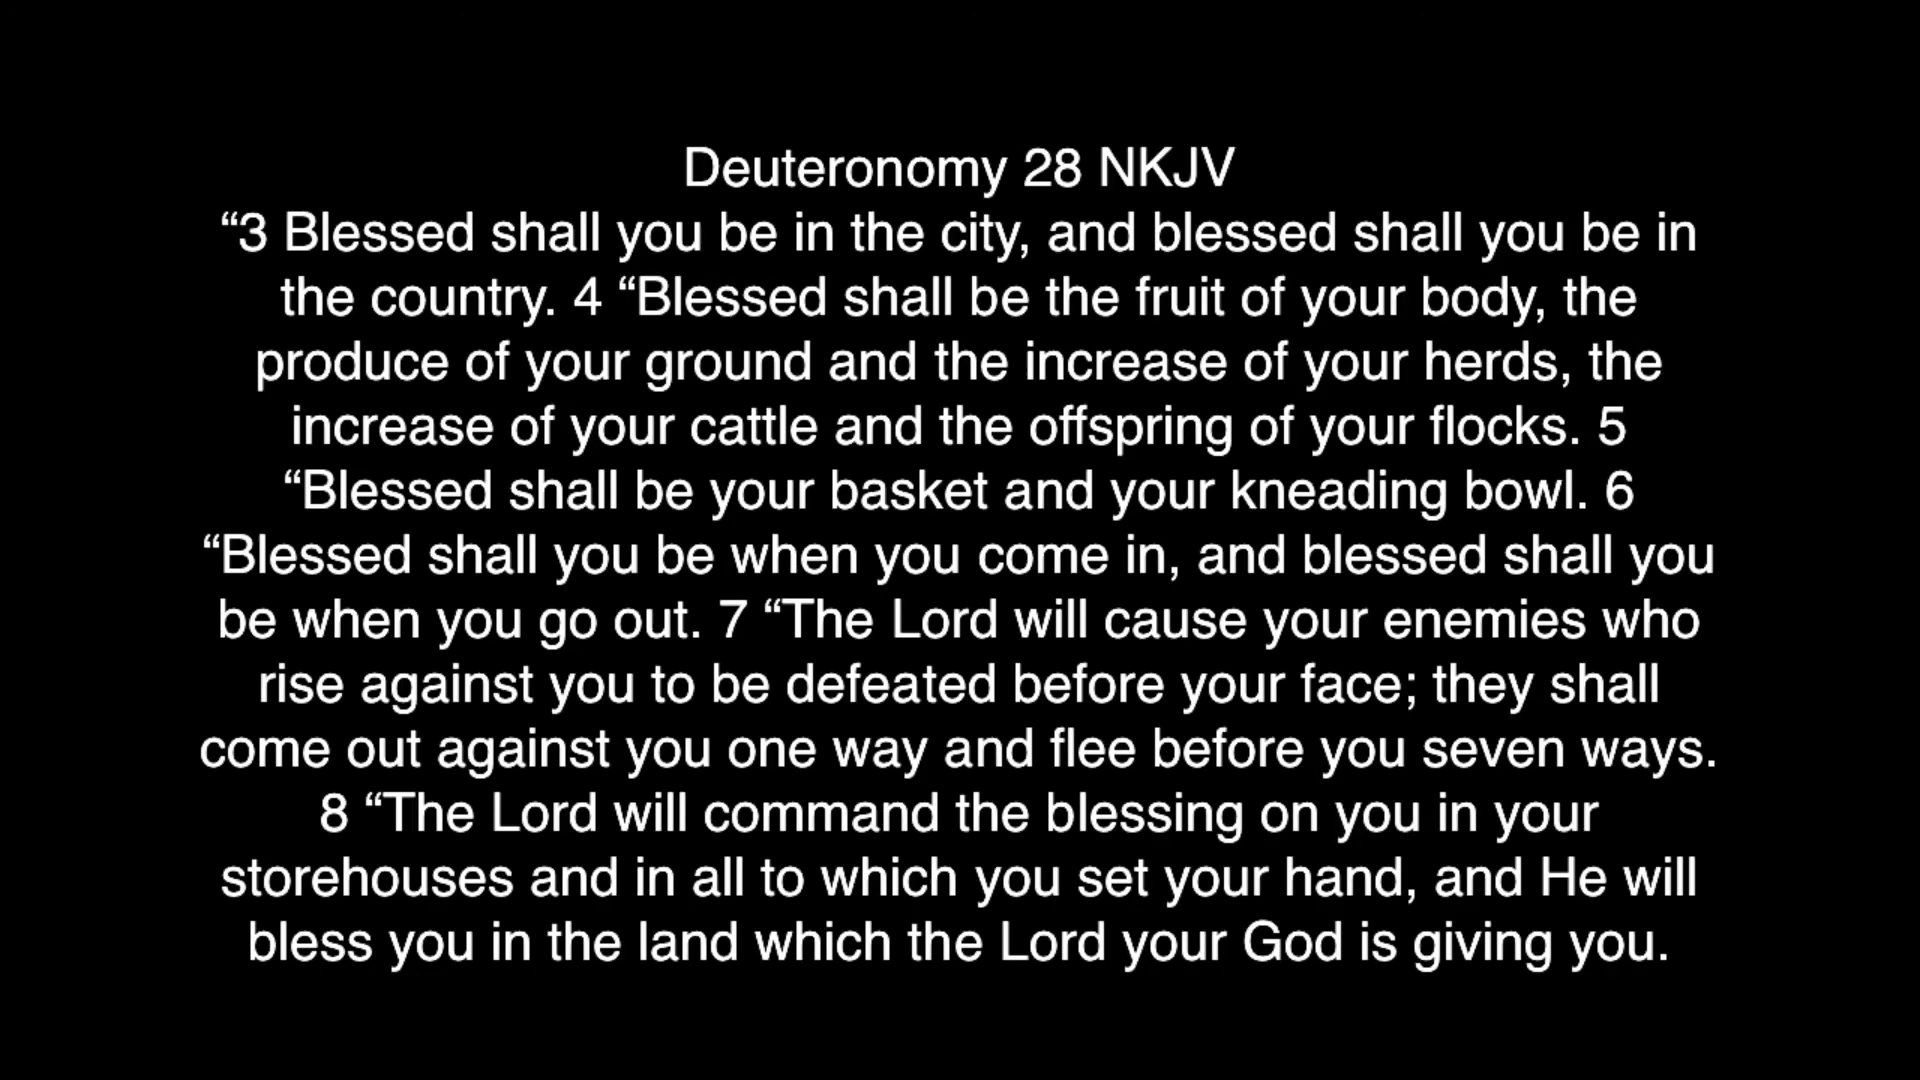 Deuteronomy 28 NKJV
“3 Blessed shall you be in the city, and blessed shall you be in
the country. 4 “Blessed shall be the fruit of your body, the
produce of your ground and the increase of your herds, the
increase of your cattle and the offspring of your flocks. 5
“Blessed shall be your basket and your kneading bowl. 6
“Blessed shall you be when you come in, and blessed shall you
be when you go out. 7 “The Lord will cause your enemies who
rise against you to be defeated before your face; they shall
come out against you one way and flee before you seven ways.
8 “The Lord will command the blessing on you in your
storehouses and in all to which you set your hand, and He will
bless you in the land which the Lord your God is giving you.